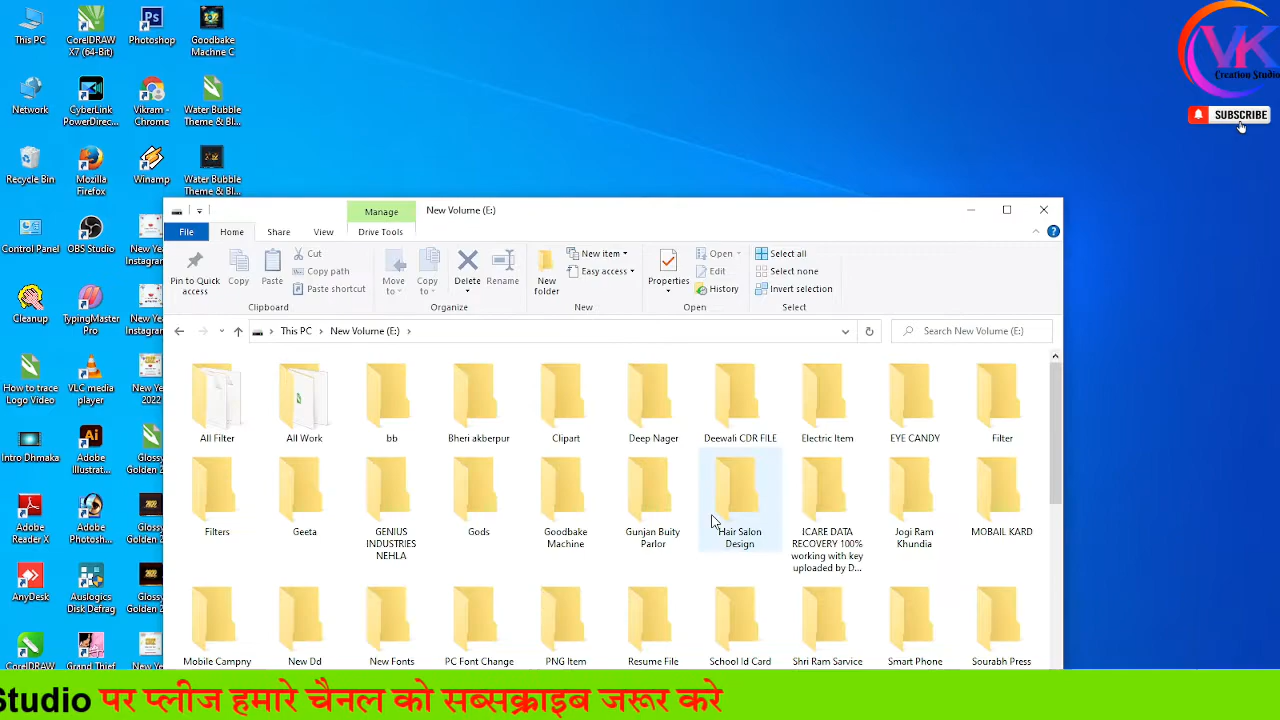 This PC
CorelDRAW
X7 (64-Bit)
Photoshop
Goodbake
Machne C
Network
CyberLink
PowerDirec...
Vikram -
Chrome
Water Bubble
Theme & Bl...
Recycle Bin
Mozilla
Firefox
Winamp
Water Bubble
Theme & Bl...
Control Panel
OBS Studio
New Ye
Instagran
Cleanup
TypingMaster
Pro
New Ye
Instagran
How to trace
Logo Video
VLC media
player
New Ye
2022
Intro Dhmaka
Adobe
Illustrat...
Glossy
Golden 2
Adobe
Reader X
Adobe
Photosh...
Glossy
Golden 2
AnyDesk
Auslogics
Disk Defrag
Glossy
Golden 2
CorelDRAW
Grand Thief
New Ye
VK
Creation Studio
SUBSCRIBE
Manage
New Volume (E:)
File
Home
Share
View
Drive Tools
Pin to Quick
access
Copy
Paste
Cut
Copy path
Paste shortcut
Clipboard
Move
to
Copy
to
Delete
Rename
Organize
New
folder
New item
Easy access
New
Properties
Open
Edit
History
Open
Select all
Select none
Invert selection
Select
This PC
New Volume (E:)
Search New Volume (E:)
All Filter
All Work
bb
Bheri akberpur
Clipart
Deep Nager
Deewali CDR FILE
Electric Item
EYE CANDY
Filter
Filters
Geeta
GENIUS
INDUSTRIES
NEHLA
Gods
Goodbake
Machine
Gunjan Buity
Parlor
Hair Salon
Design
ICARE DATA
RECOVERY 100%
working with key
uploaded by D...
Jogi Ram
Khundia
MOBAIL KARD
Mobile Campny
New Dd
New Fonts
PC Font Change
PNG Item
Resume File
School Id Card
Shri Ram Sarvice
Smart Phone
Sourabh Press
Studio पर प्लीज हमारे चैनल को सब्सक्राइब जरूर करे